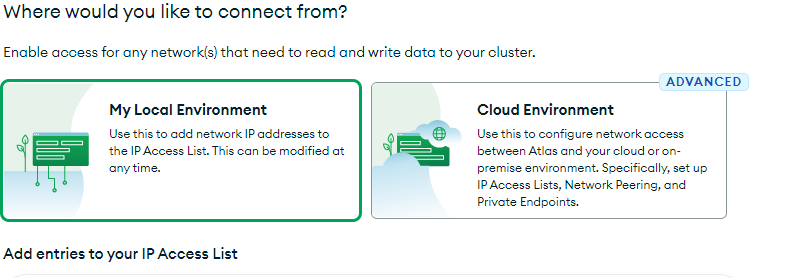 Where would you like to connect from?
Enable access for any network(s) that need to read and write data to your cluster.
My Local Environment
Use this to add network IP addresses to
the IP Access List. This can be modified at
any time.
ADVANCED
Cloud Environment
Use this to configure network access
between Atlas and your cloud or on-
premise environment. Specifically, set up
IP Access Lists, Network Peering, and
Private Endpoints.
Add entries to your IP Access List